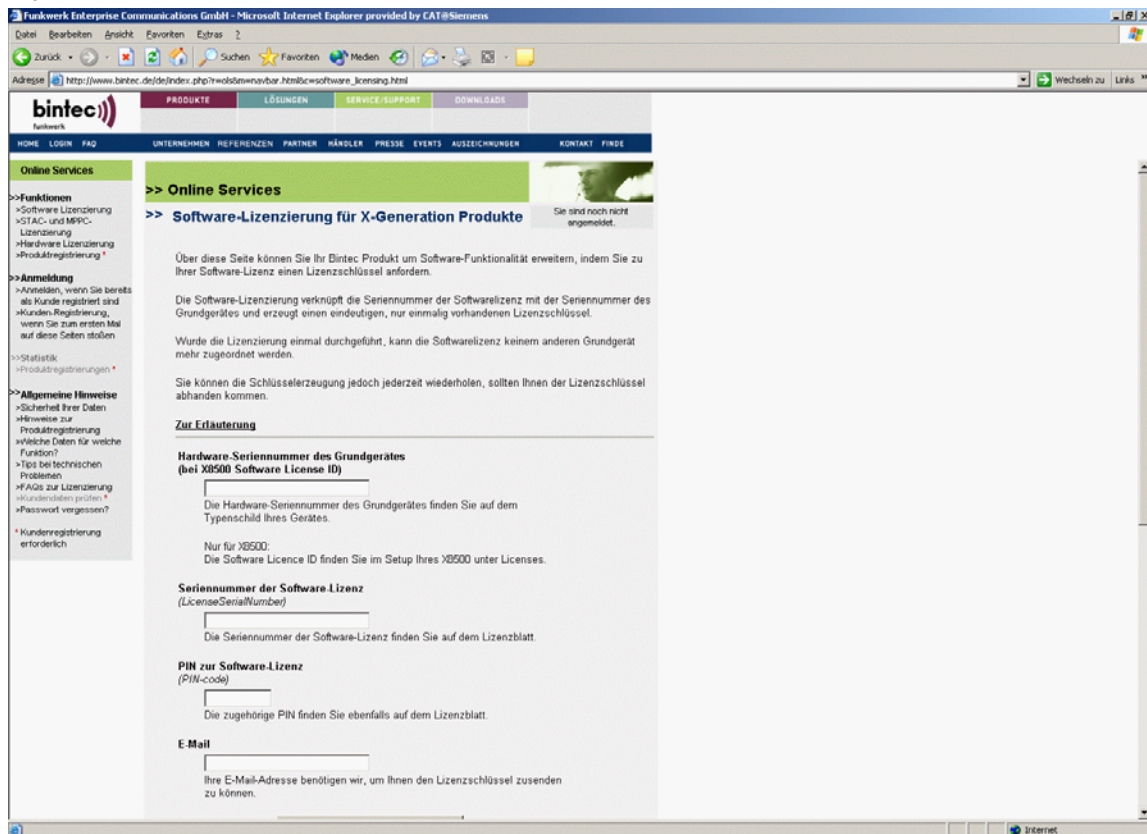 Funkwerk Enterprise Communications GmbH - Microsoft Internet Explorer provided by CAT@Siemens
Datei Bearbeiten Ansicht Favoriten Extras ?
Zurück Suchen Favoriten Medien
Adresse http://www.bintec.de/de/index.php?r=ols&m=navbar.html&c=software_licensing.html Wechseln zu Links
bintec
funkwerk
PRODUKTE LÖSUNGEN SERVICE/SUPPORT DOWNLOADS
HOME LOGIN FAQ UNTERNEHMEN REFERENZEN PARTNER HÄNDLER PRESSE EVENTS AUSZEICHNUNGEN KONTAKT FINDE
Online Services
>>Funktionen
>Software Lizenzierung
>STAC- und MPPC-
Lizenzierung
>Hardware Lizenzierung
>Produktregistrierung *
>>Anmeldung
>Anmelden, wenn Sie bereits
als Kunde registriert sind
>Kunden-Registrierung,
wenn Sie zum ersten Mal
auf diese Seiten stoßen
>>Statistik
>Produktregistrierungen *
>>Allgemeine Hinweise
>Sicherheit Ihrer Daten
>Hinweise zur
Produktregistrierung
>Welche Daten für welche
Funktion?
>Tips bei technischen
Problemen
>FAQs zur Lizenzierung
>Kundendaten prüfen *
>Passwort vergessen?
* Kundenregistrierung
erforderlich
>> Online Services
>> Software-Lizenzierung für X-Generation Produkte
Sie sind noch nicht
angemeldet.
Über diese Seite können Sie Ihr Bintec Produkt um Software-Funktionalität erweitern, indem Sie zu
Ihrer Software-Lizenz einen Lizenzschlüssel anfordern.
Die Software-Lizenzierung verknüpft die Seriennummer der Softwarelizenz mit der Seriennummer des
Grundgerätes und erzeugt einen eindeutigen, nur einmalig vorhandenen Lizenzschlüssel.
Wurde die Lizenzierung einmal durchgeführt, kann die Softwarelizenz keinem anderen Grundgerät
mehr zugeordnet werden.
Sie können die Schlüsselerzeugung jedoch jederzeit wiederholen, sollten Ihnen der Lizenzschlüssel
abhanden kommen.
Zur Erläuterung
Hardware-Seriennummer des Grundgerätes
(bei X8500 Software License ID)
Die Hardware-Seriennummer des Grundgerätes finden Sie auf dem
Typenschild Ihres Gerätes.
Nur für X8500:
Die Software Licence ID finden Sie im Setup Ihres X8500 unter Licenses.
Seriennummer der Software-Lizenz
(LicenseSerialNumber)
Die Seriennummer der Software-Lizenz finden Sie auf dem Lizenzblatt.
PIN zur Software-Lizenz
(PIN-code)
Die zugehörige PIN finden Sie ebenfalls auf dem Lizenzblatt.
E-Mail
Ihre E-Mail-Adresse benötigen wir, um Ihnen den Lizenzschlüssel zusenden
zu können.
Internet